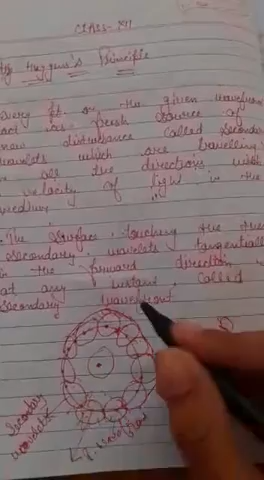 CLASS-XII
Huygen's Principle
Every pt. on the given wavefront
act as fresh source of
new disturbance called secondary
wavelets which are travelling
in all the directions with
velocity of light in the
medium
The surface touching the
secondary wavelets tangentially
in the forward direction
at any instant, called
secondary wavefront
Secondary
wavelets